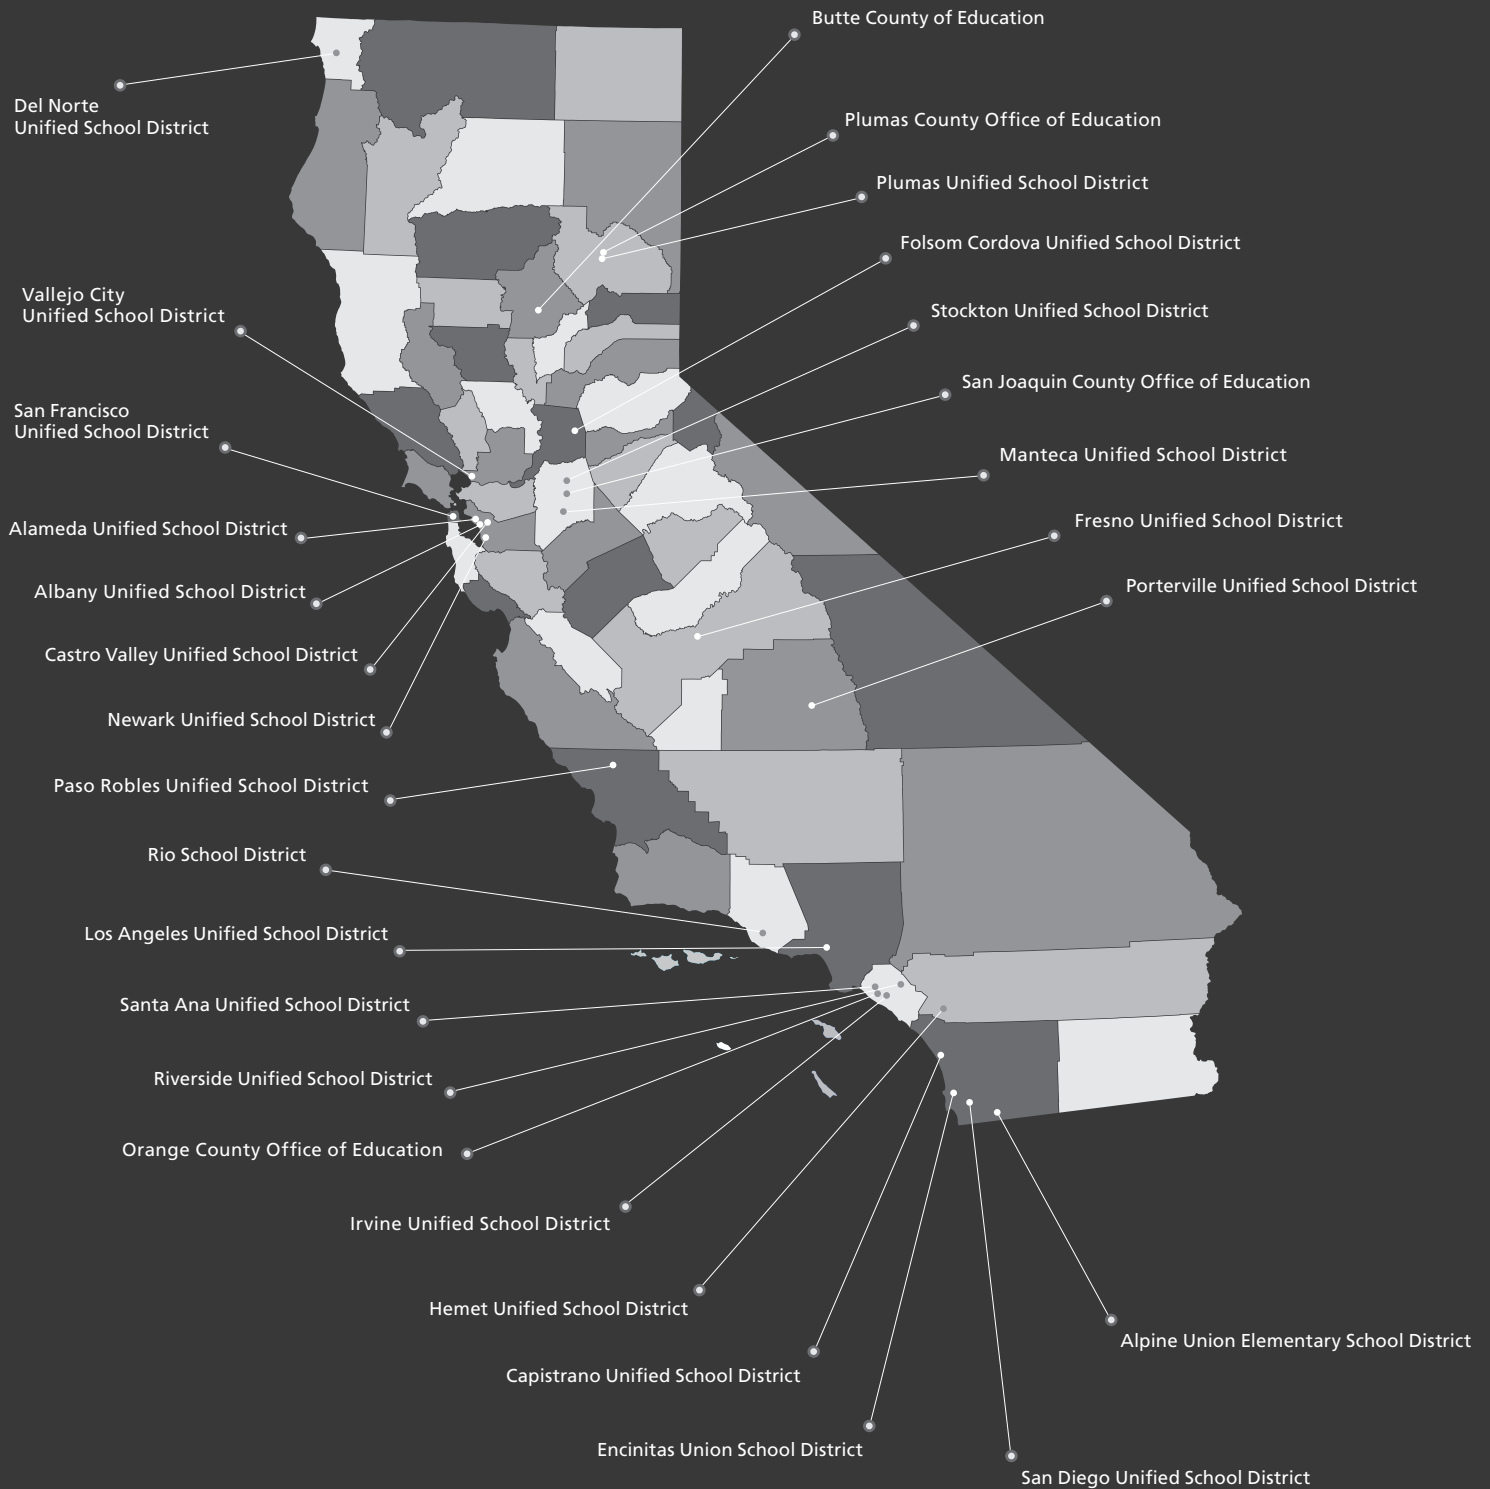 Butte County of Education
Del Norte
Unified School District
Plumas County Office of Education
Plumas Unified School District
Folsom Cordova Unified School District
Vallejo City
Unified School District
Stockton Unified School District
San Joaquin County Office of Education
San Francisco
Unified School District
Manteca Unified School District
Alameda Unified School District
Fresno Unified School District
Albany Unified School District
Porterville Unified School District
Castro Valley Unified School District
Newark Unified School District
Paso Robles Unified School District
Rio School District
Los Angeles Unified School District
Santa Ana Unified School District
Riverside Unified School District
Orange County Office of Education
Irvine Unified School District
Hemet Unified School District
Alpine Union Elementary School District
Capistrano Unified School District
Encinitas Union School District
San Diego Unified School District